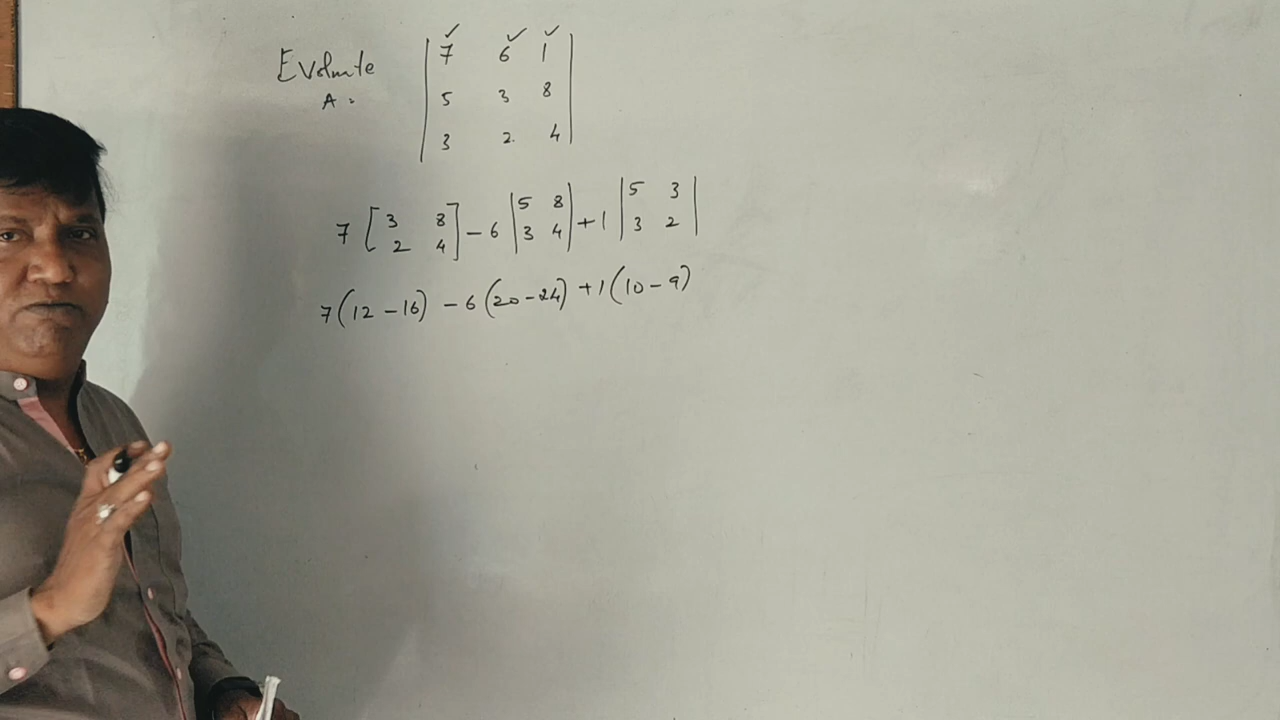 Evaluate | 7 6 1 |
A = | 5 3 8 |
| 3 2 4 |
7 [ 3 8 ] - 6 | 5 8 | + 1 | 5 3 |
[ 2 4 ] | 3 4 | | 3 2 |
7(12 - 16) - 6(20 - 24) + 1(10 - 9)